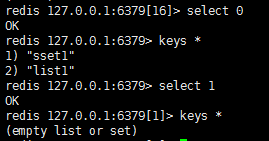 redis 127.0.0.1:6379[16]> select 0
OK
redis 127.0.0.1:6379> keys *
1) "sset1"
2) "list1"
redis 127.0.0.1:6379> select 1
OK
redis 127.0.0.1:6379[1]> keys *
(empty list or set)